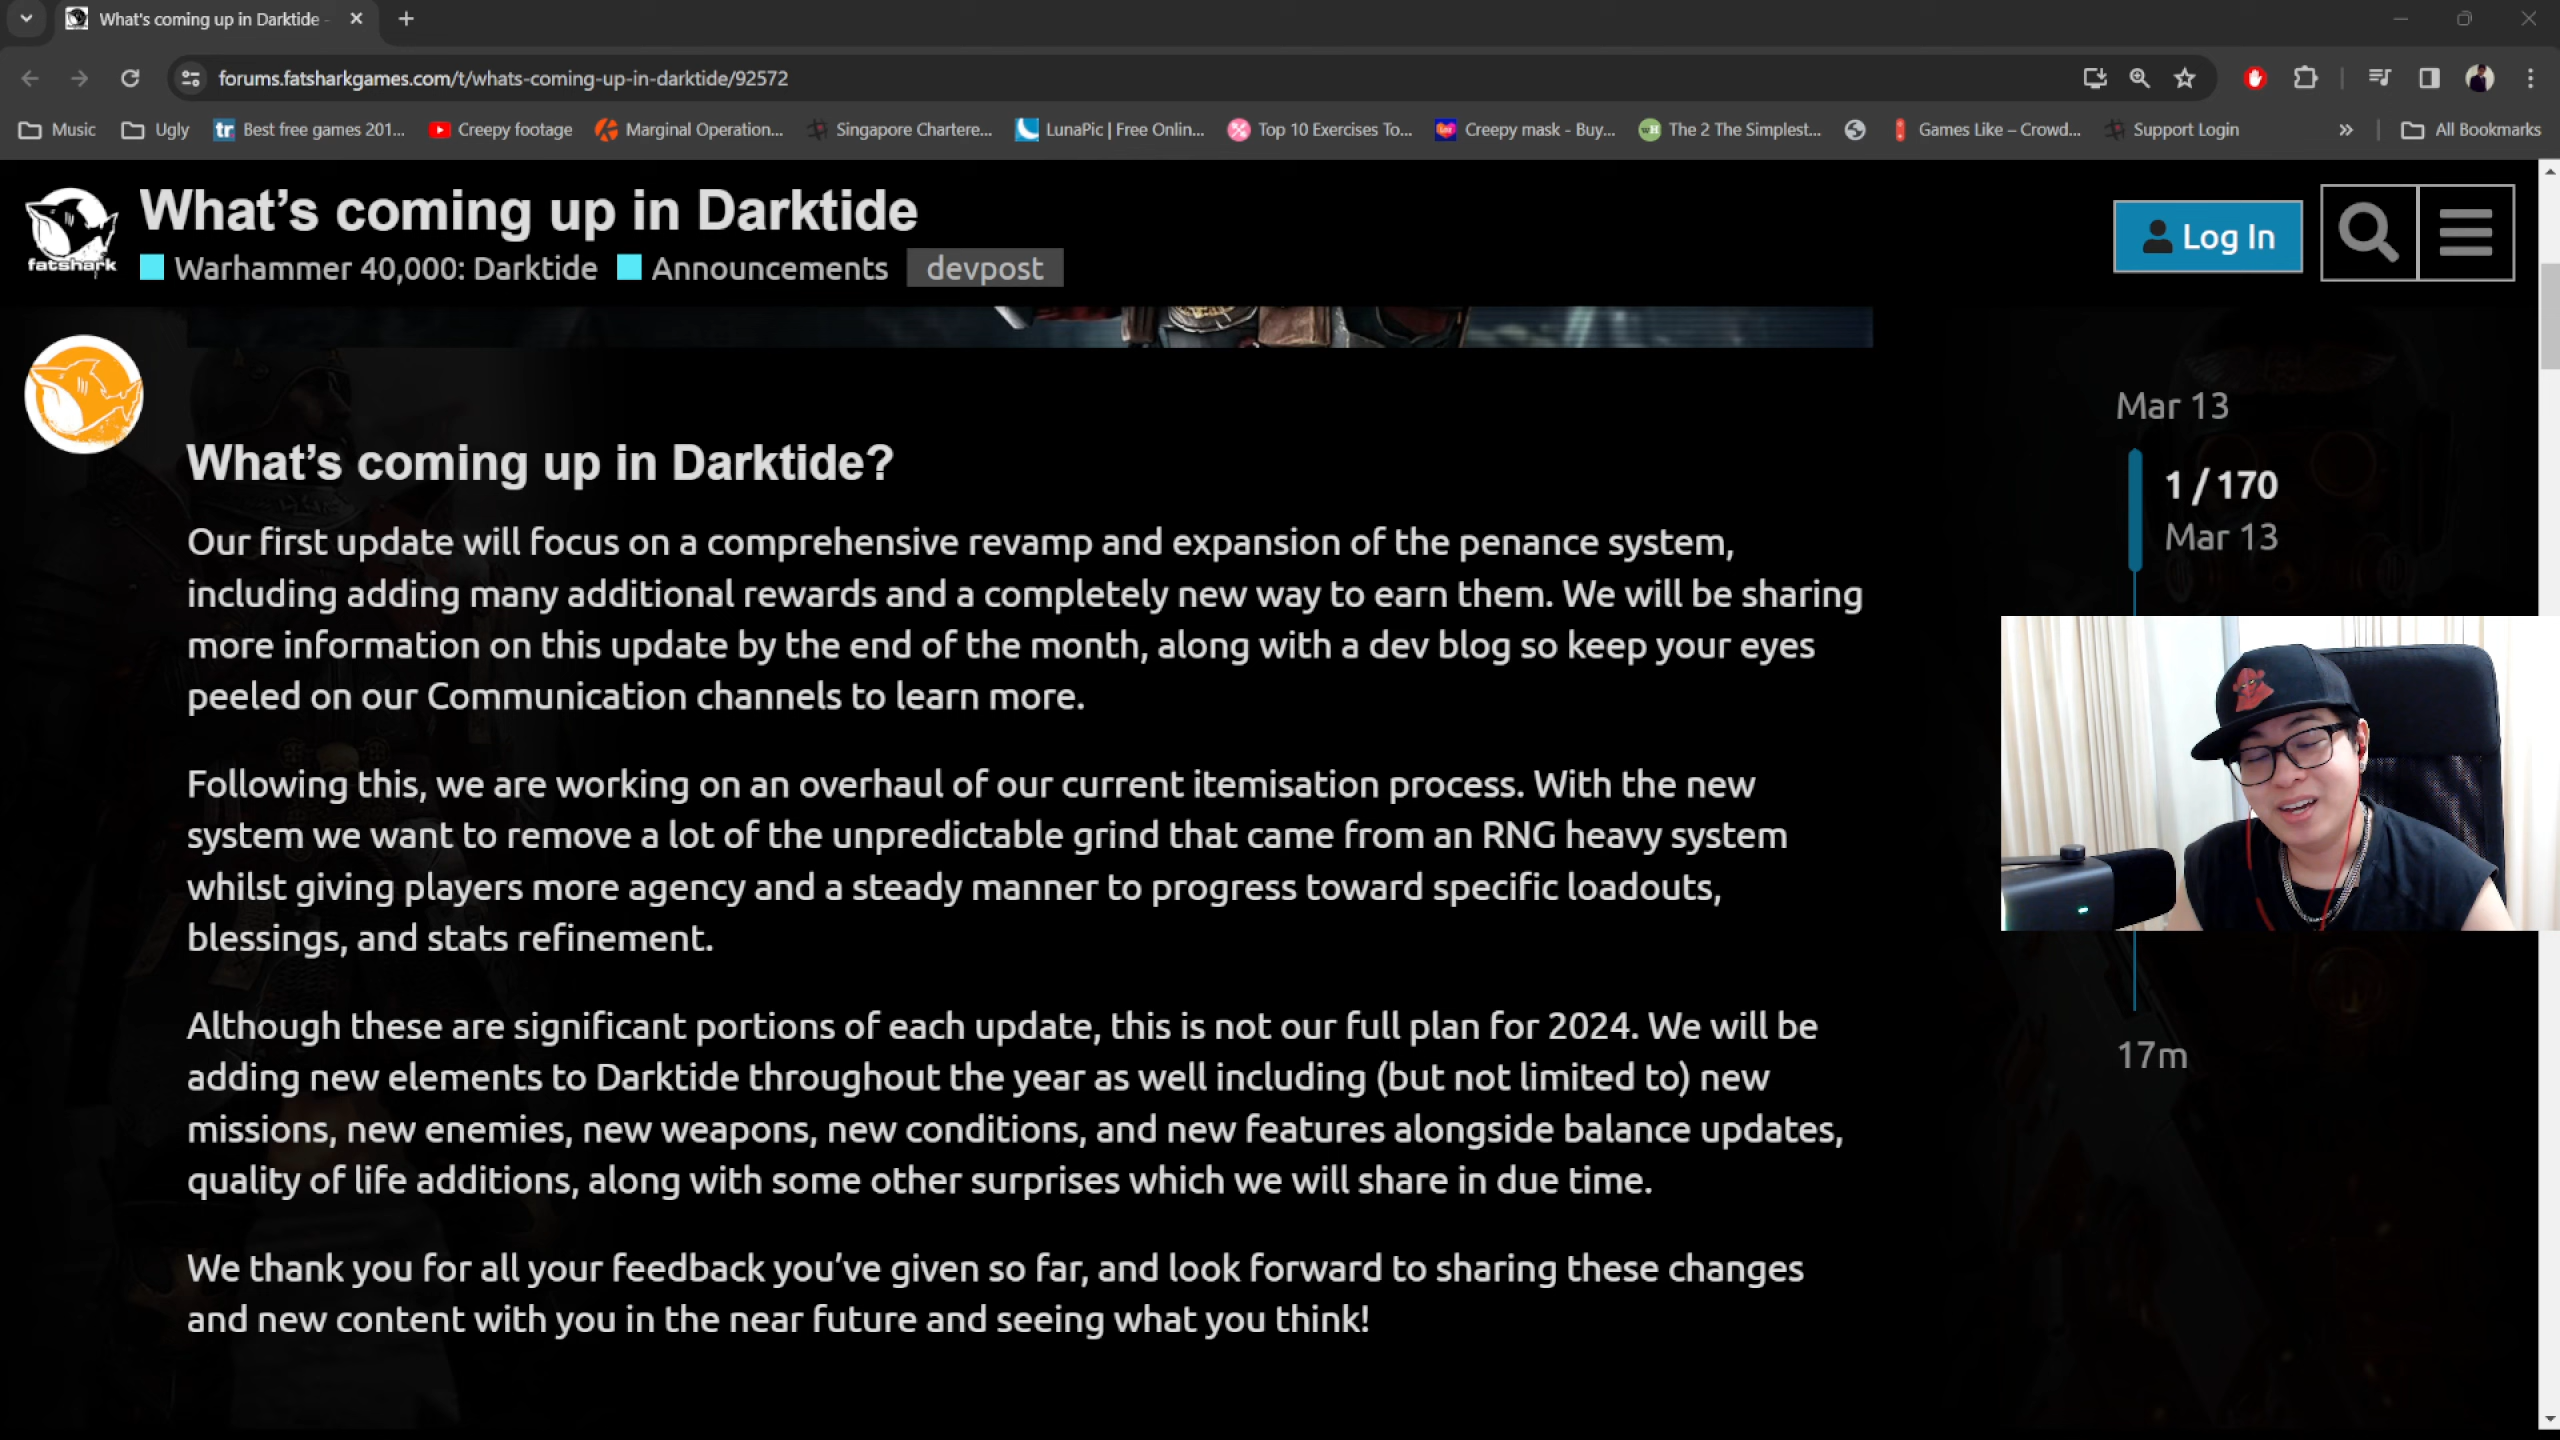 What's coming up in Darktide -
forums.fatsharkgames.com/t/whats-coming-up-in-darktide/92572
Music
Ugly
tr
Best free games 201...
Creepy footage
Marginal Operation...
Singapore Chartere...
LunaPic | Free Onlin...
Top 10 Exercises To...
Creepy mask - Buy...
The 2 The Simplest...
Games Like – Crowd...
Support Login
All Bookmarks
What’s coming up in Darktide
fatshark
Warhammer 40,000: Darktide
Announcements
devpost
Log In
Mar 13
1 / 170
Mar 13
17m
What’s coming up in Darktide?
Our first update will focus on a comprehensive revamp and expansion of the penance system,
including adding many additional rewards and a completely new way to earn them. We will be sharing
more information on this update by the end of the month, along with a dev blog so keep your eyes
peeled on our Communication channels to learn more.
Following this, we are working on an overhaul of our current itemisation process. With the new
system we want to remove a lot of the unpredictable grind that came from an RNG heavy system
whilst giving players more agency and a steady manner to progress toward specific loadouts,
blessings, and stats refinement.
Although these are significant portions of each update, this is not our full plan for 2024. We will be
adding new elements to Darktide throughout the year as well including (but not limited to) new
missions, new enemies, new weapons, new conditions, and new features alongside balance updates,
quality of life additions, along with some other surprises which we will share in due time.
We thank you for all your feedback you’ve given so far, and look forward to sharing these changes
and new content with you in the near future and seeing what you think!